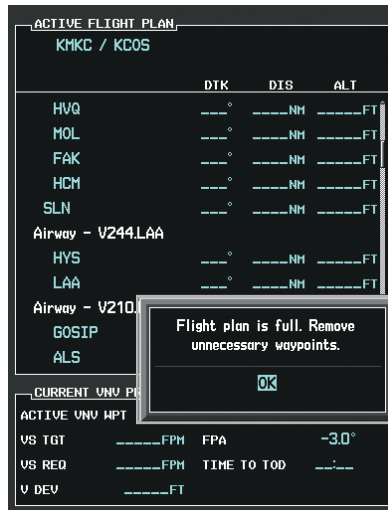 ACTIVE FLIGHT PLAN
KMKC / KCOS
DTK DIS ALT
HVQ ___° ____NM _____FT
MOL ___° ____NM _____FT
FAK ___° ____NM _____FT
HCM ___° ____NM _____FT
SLN ___° ____NM _____FT
Airway - V244.LAA
HYS ___° ____NM _____FT
LAA ___° ____NM _____FT
Airway - V210.
GOSIP
ALS
Flight plan is full. Remove
unnecessary waypoints.
OK
CURRENT VNV
ACTIVE VNV WPT
VS TGT _____FPM FPA -3.0°
VS REQ _____FPM TIME TO TOD __:__
V DEV _____FT